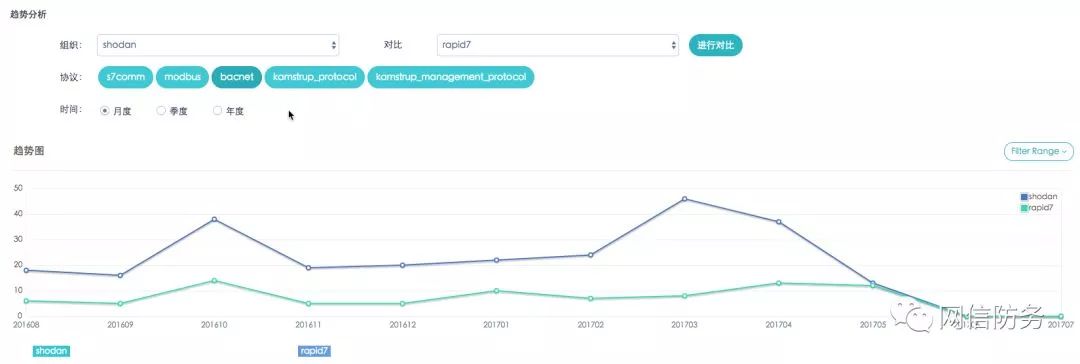 趋势分析
组织： shodan 对比 rapid7 进行对比
协议： s7comm modbus bacnet kamstrup_protocol kamstrup_management_protocol
时间： 月度 季度 年度
趋势图 Filter Range
50
shodan
rapid7
40
30
20
10
0
201608 201609 201610 201611 201612 201701 201702 201703 201704 201705 201707
网信防务
shodan rapid7